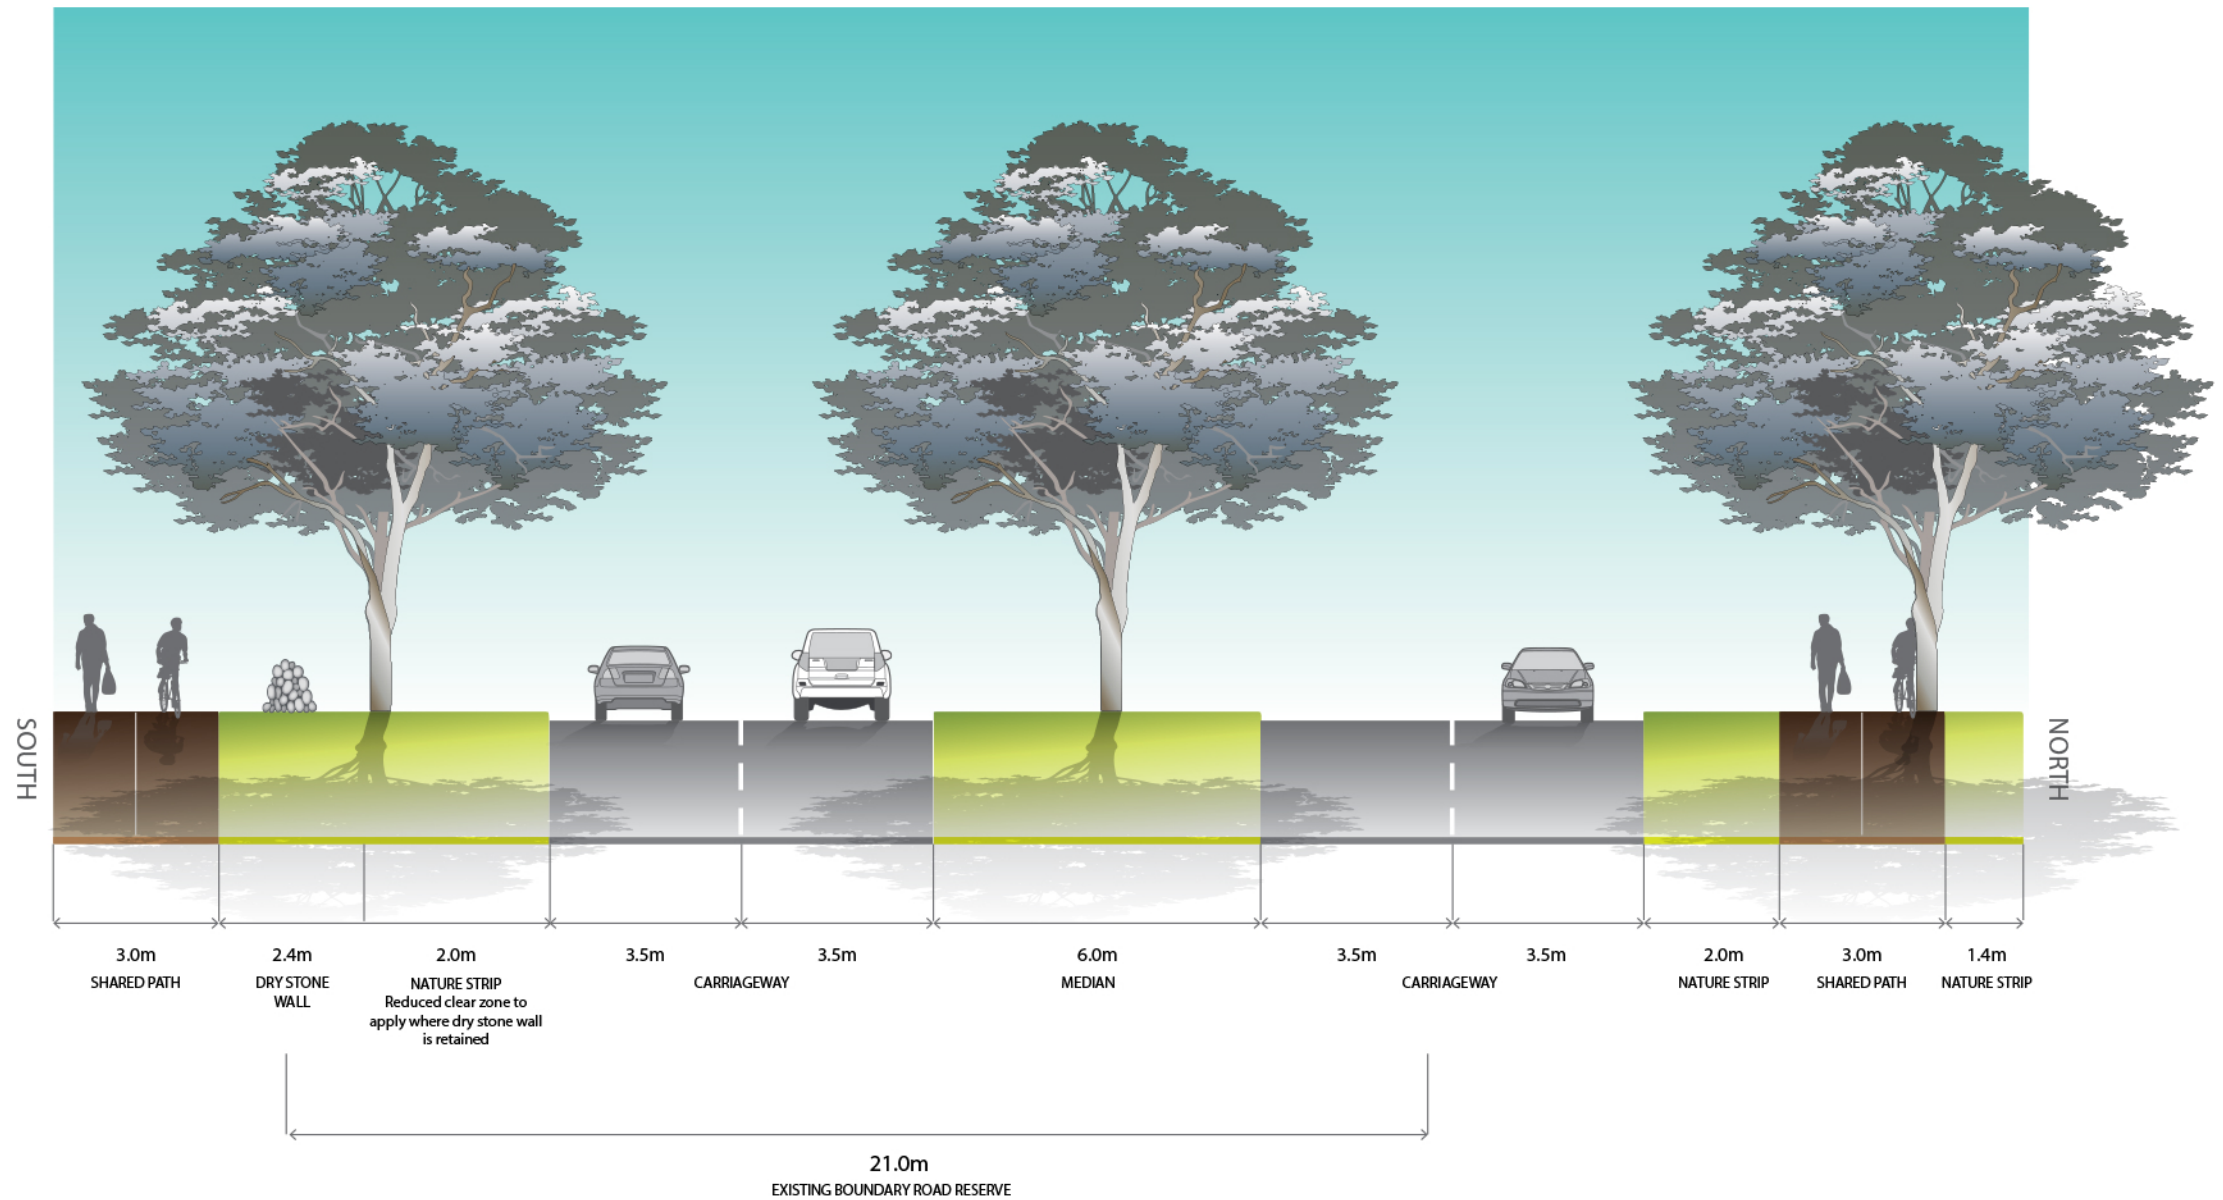 SOUTH
NORTH
3.0m
SHARED PATH
2.4m
DRY STONE
WALL
2.0m
NATURE STRIP
Reduced clear zone to
apply where dry stone wall
is retained
3.5m
3.5m
CARRIAGEWAY
6.0m
MEDIAN
3.5m
3.5m
CARRIAGEWAY
2.0m
NATURE STRIP
3.0m
SHARED PATH
1.4m
NATURE STRIP
21.0m
EXISTING BOUNDARY ROAD RESERVE